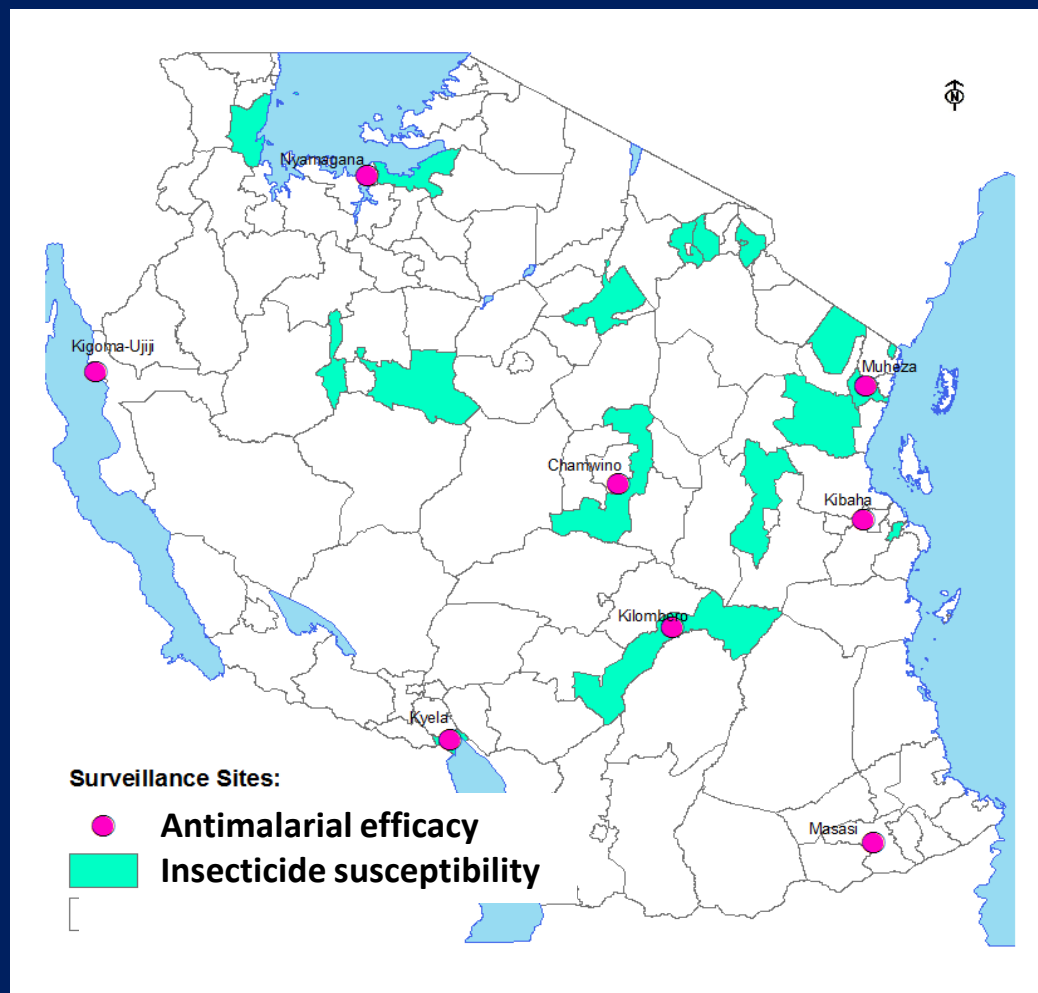 N
Nyamagana
Kigoma-Ujiji
Muheza
Chamwino
Kibaha
Kilombero
Kyela
Surveillance Sites:
Antimalarial efficacy
Masasi
Insecticide susceptibility